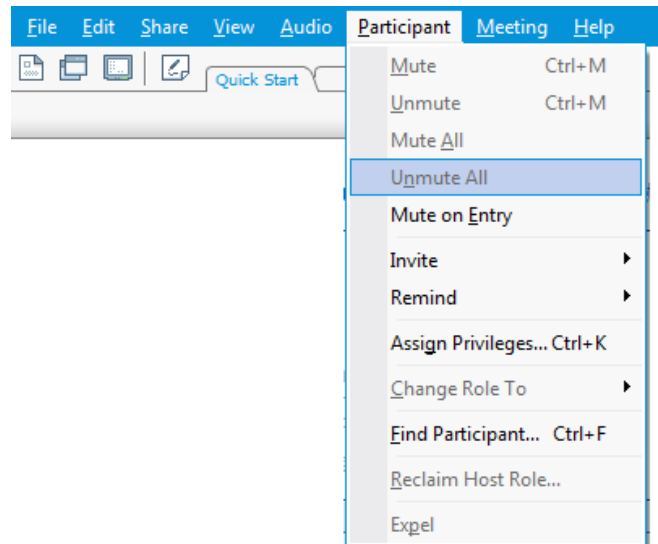 File Edit Share View Audio Participant Meeting Help
Quick Start
Mute Ctrl+M
Unmute Ctrl+M
Mute All
Unmute All
Mute on Entry
Invite
Remind
Assign Privileges... Ctrl+K
Change Role To
Find Participant... Ctrl+F
Reclaim Host Role...
Expel